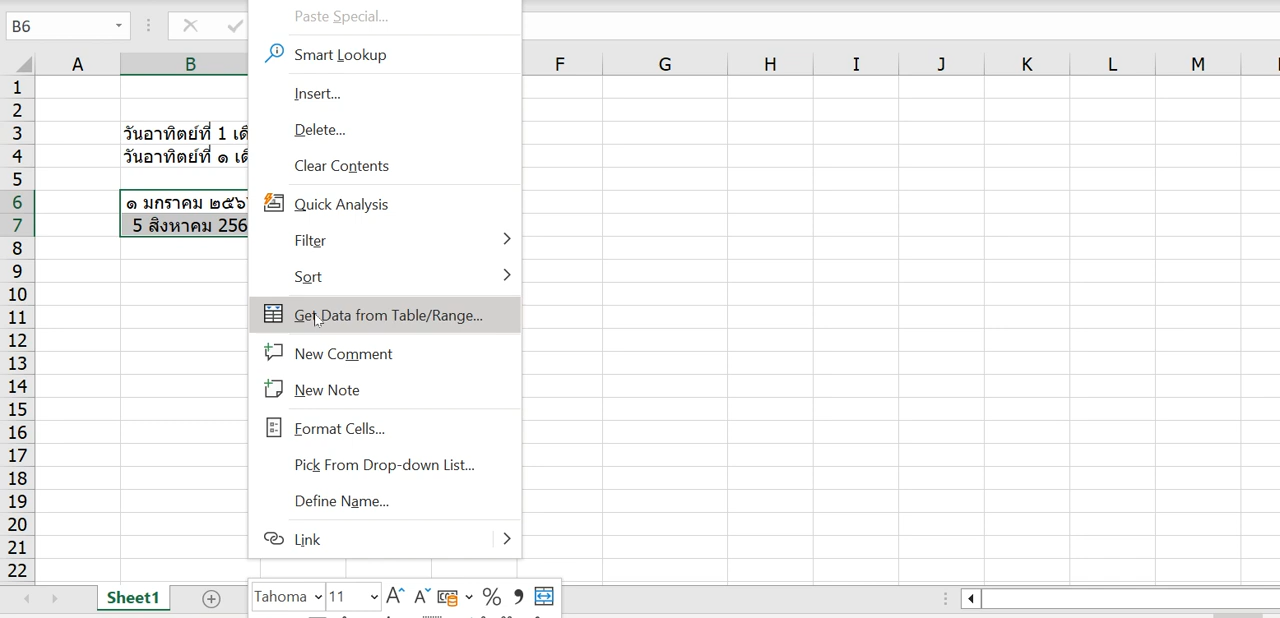 B6
Paste Special...
Smart Lookup
A B F G H I J K L M
1
Insert...
2
3 วันอาทิตย์ที่ 1
Delete...
4 วันอาทิตย์ที่ ๑
Clear Contents
5
6 ๑ มกราคม
Quick Analysis
7 5 สิงหาคม 256
Filter
8
9
Sort
10
11
Get Data from Table/Range...
12
New Comment
13
14
New Note
15
16
Format Cells...
17
Pick From Drop-down List...
18
19
Define Name...
20
21
Link
22
Sheet1
Tahoma 11 A A % ,